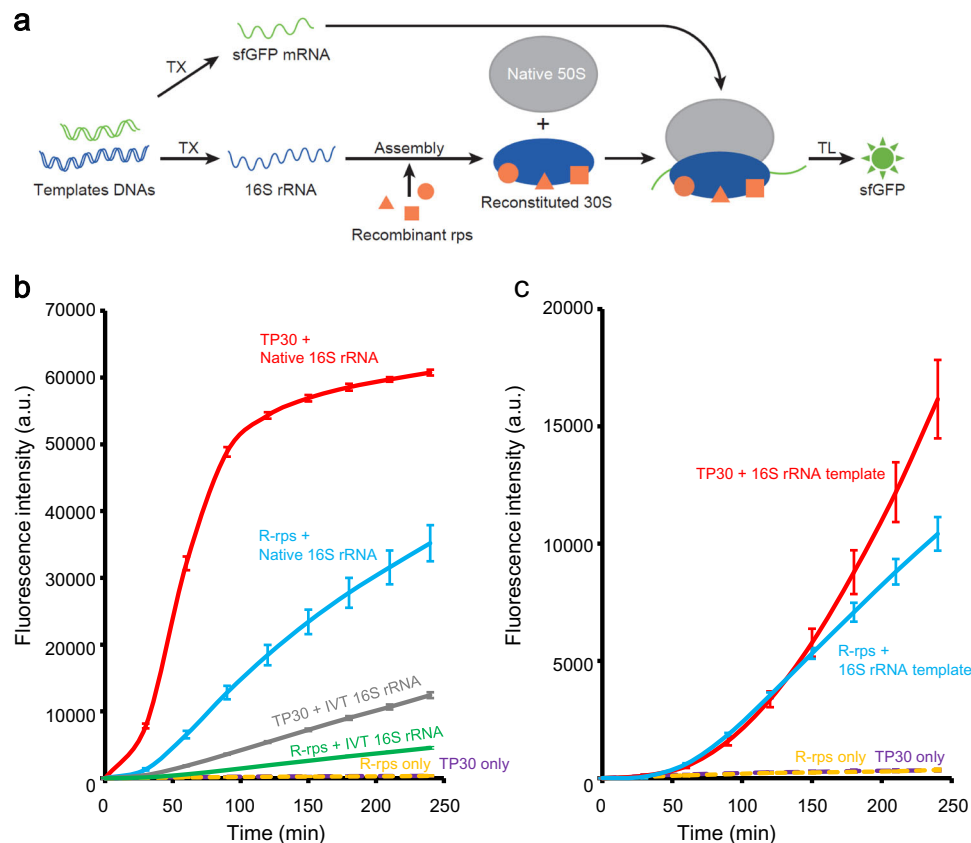 a
sfGFP mRNA
TX
Native 50S
+
TX
Assembly
TL
Templates DNAs
16S rRNA
Reconstituted 30S
sfGFP
Recombinant rps
b
70000
60000
50000
40000
30000
20000
10000
0
Fluorescence intensity (a.u.)
TP30 +
Native 16S rRNA
R-rps +
Native 16S rRNA
TP30 + IVT 16S rRNA
R-rps + IVT 16S rRNA
R-rps only TP30 only
0 50 100 150 200 250
Time (min)
c
20000
15000
10000
5000
0
Fluorescence intensity (a.u.)
TP30 + 16S rRNA template
R-rps +
16S rRNA template
R-rps only TP30 only
0 50 100 150 200 250
Time (min)